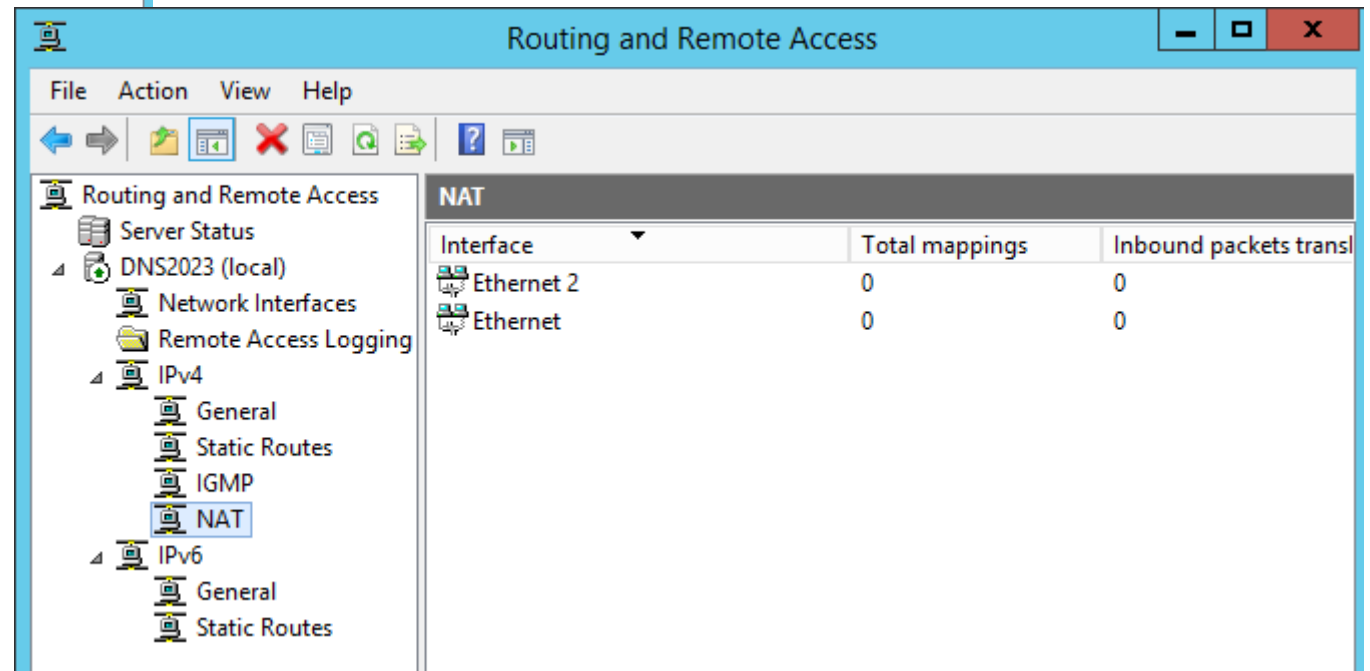 Routing and Remote Access
File Action View Help
Routing and Remote Access
Server Status
DNS2023 (local)
Network Interfaces
Remote Access Logging
IPv4
General
Static Routes
IGMP
NAT
IPv6
General
Static Routes
NAT
Interface Total mappings Inbound packets transl
Ethernet 2 0 0
Ethernet 0 0